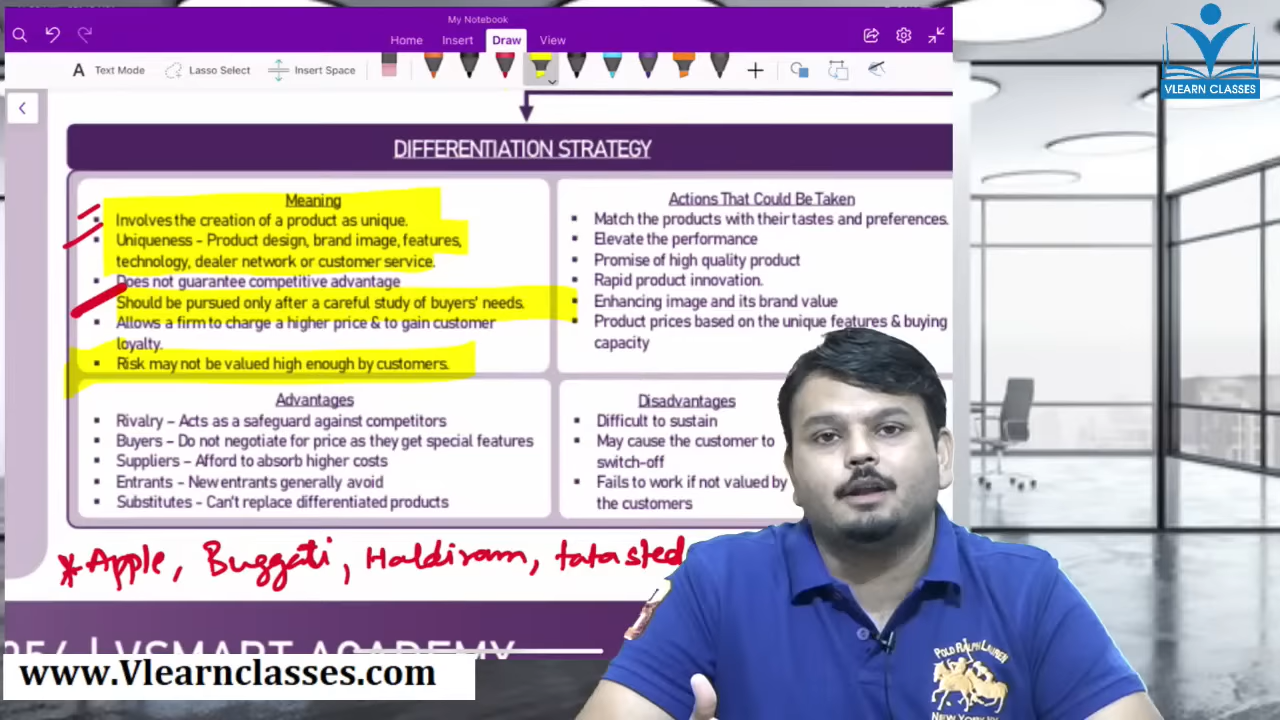 My Notebook
Home Insert Draw View
A Text Mode Lasso Select Insert Space
VLEARN CLASSES
DIFFERENTIATION STRATEGY
Meaning
Involves the creation of a product as unique.
Uniqueness - Product design, brand image, features,
technology, dealer network or customer service.
Does not guarantee competitive advantage
Should be pursued only after a careful study of buyers' needs.
Allows a firm to charge a higher price & to gain customer
loyalty.
Risk may not be valued high enough by customers.
Actions That Could Be Taken
Match the products with their tastes and preferences.
Elevate the performance
Promise of high quality product
Rapid product innovation.
Enhancing image and its brand value
Product prices based on the unique features & buying
capacity
Advantages
Rivalry – Acts as a safeguard against competitors
Buyers – Do not negotiate for price as they get special features
Suppliers – Afford to absorb higher costs
Entrants - New entrants generally avoid
Substitutes - Can't replace differentiated products
Disadvantages
Difficult to sustain
May cause the customer to
switch-off
Fails to work if not valued by
the customers
* Apple, Buggati, Haldiram, tata sted
VSMART ACADEMY
www.Vlearnclasses.com
POLO RALPH LAUREN
NEW YORK